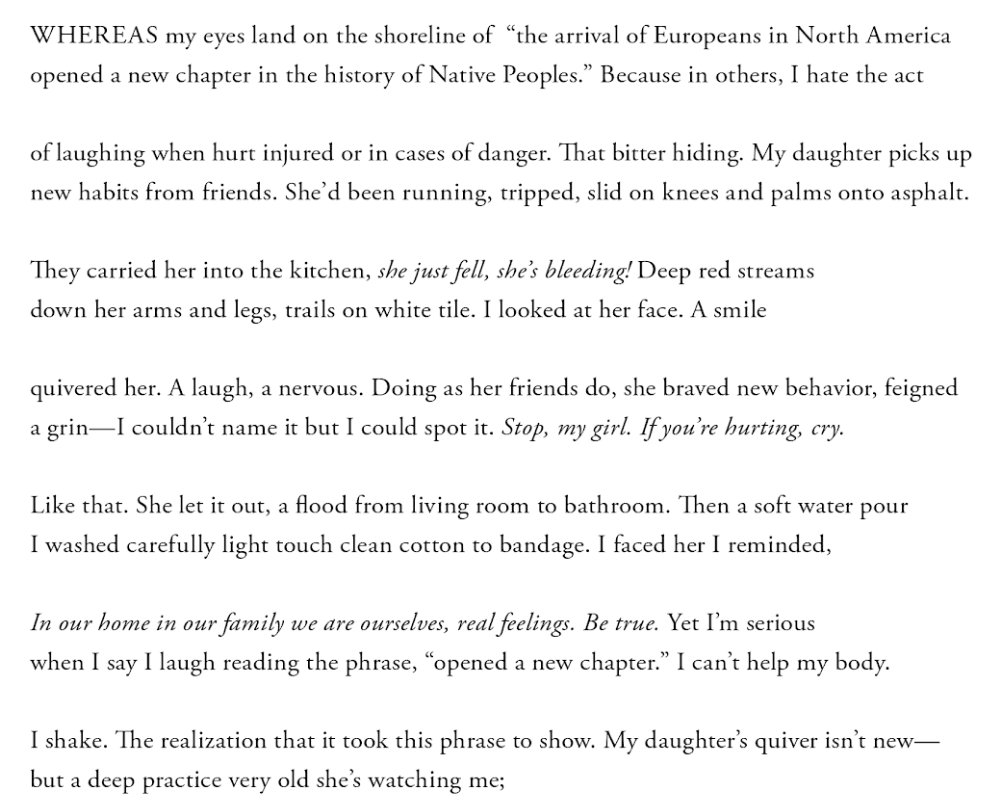 WHEREAS my eyes land on the shoreline of “the arrival of Europeans in North America
opened a new chapter in the history of Native Peoples.” Because in others, I hate the act
of laughing when hurt injured or in cases of danger. That bitter hiding. My daughter picks up
new habits from friends. She’d been running, tripped, slid on knees and palms onto asphalt.
They carried her into the kitchen, she just fell, she’s bleeding! Deep red streams
down her arms and legs, trails on white tile. I looked at her face. A smile
quivered her. A laugh, a nervous. Doing as her friends do, she braved new behavior, feigned
a grin—I couldn’t name it but I could spot it. Stop, my girl. If you’re hurting, cry.
Like that. She let it out, a flood from living room to bathroom. Then a soft water pour
I washed carefully light touch clean cotton to bandage. I faced her I reminded,
In our home in our family we are ourselves, real feelings. Be true. Yet I’m serious
when I say I laugh reading the phrase, “opened a new chapter.” I can’t help my body.
I shake. The realization that it took this phrase to show. My daughter’s quiver isn’t new—
but a deep practice very old she’s watching me;